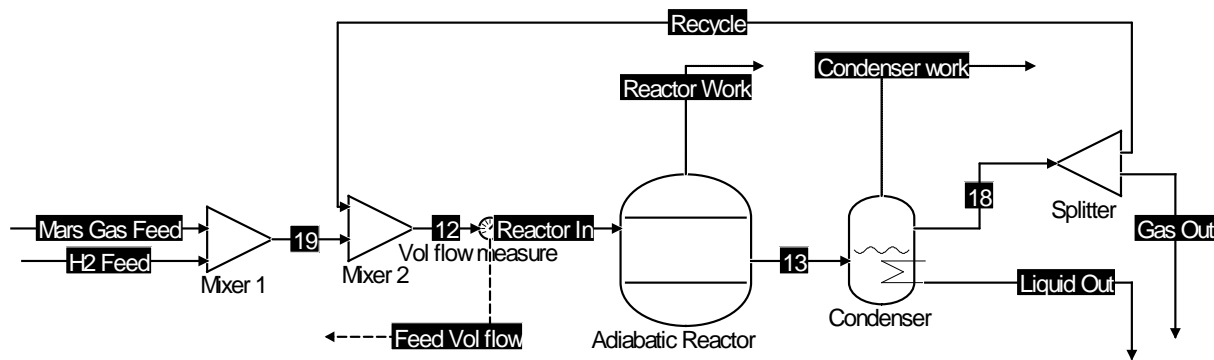 Recycle
Condenser work
Reactor Work
18
Splitter
Mars Gas Feed
12
Reactor In
Gas Out
H2 Feed
19
Vol flow measure
Mixer 1
Mixer 2
13
Liquid Out
Condenser
Feed Vol flow
Adiabatic Reactor